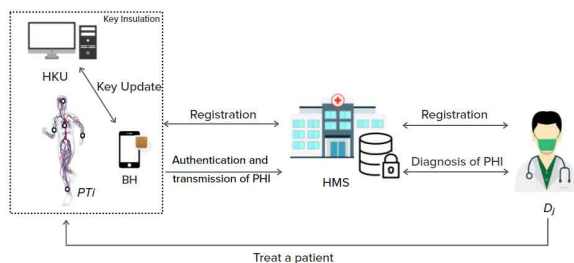 Key Insulation
HKU
Key Update
BH
PTi
Registration
Authentication and
transmission of PHI
HMS
Registration
Diagnosis of PHI
Dj
Treat a patient